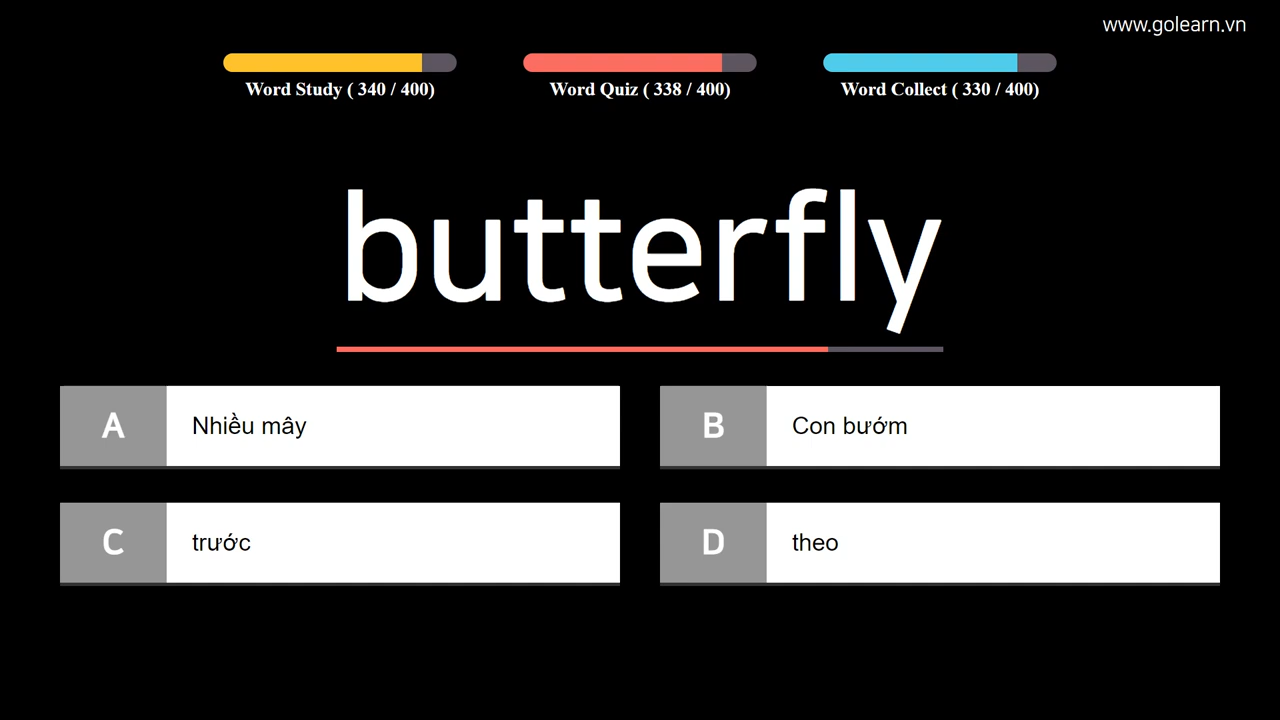 www.golearn.vn
Word Study ( 340 / 400)
Word Quiz ( 338 / 400)
Word Collect ( 330 / 400)
butterfly
A Nhiều mây
B Con bướm
C trước
D theo